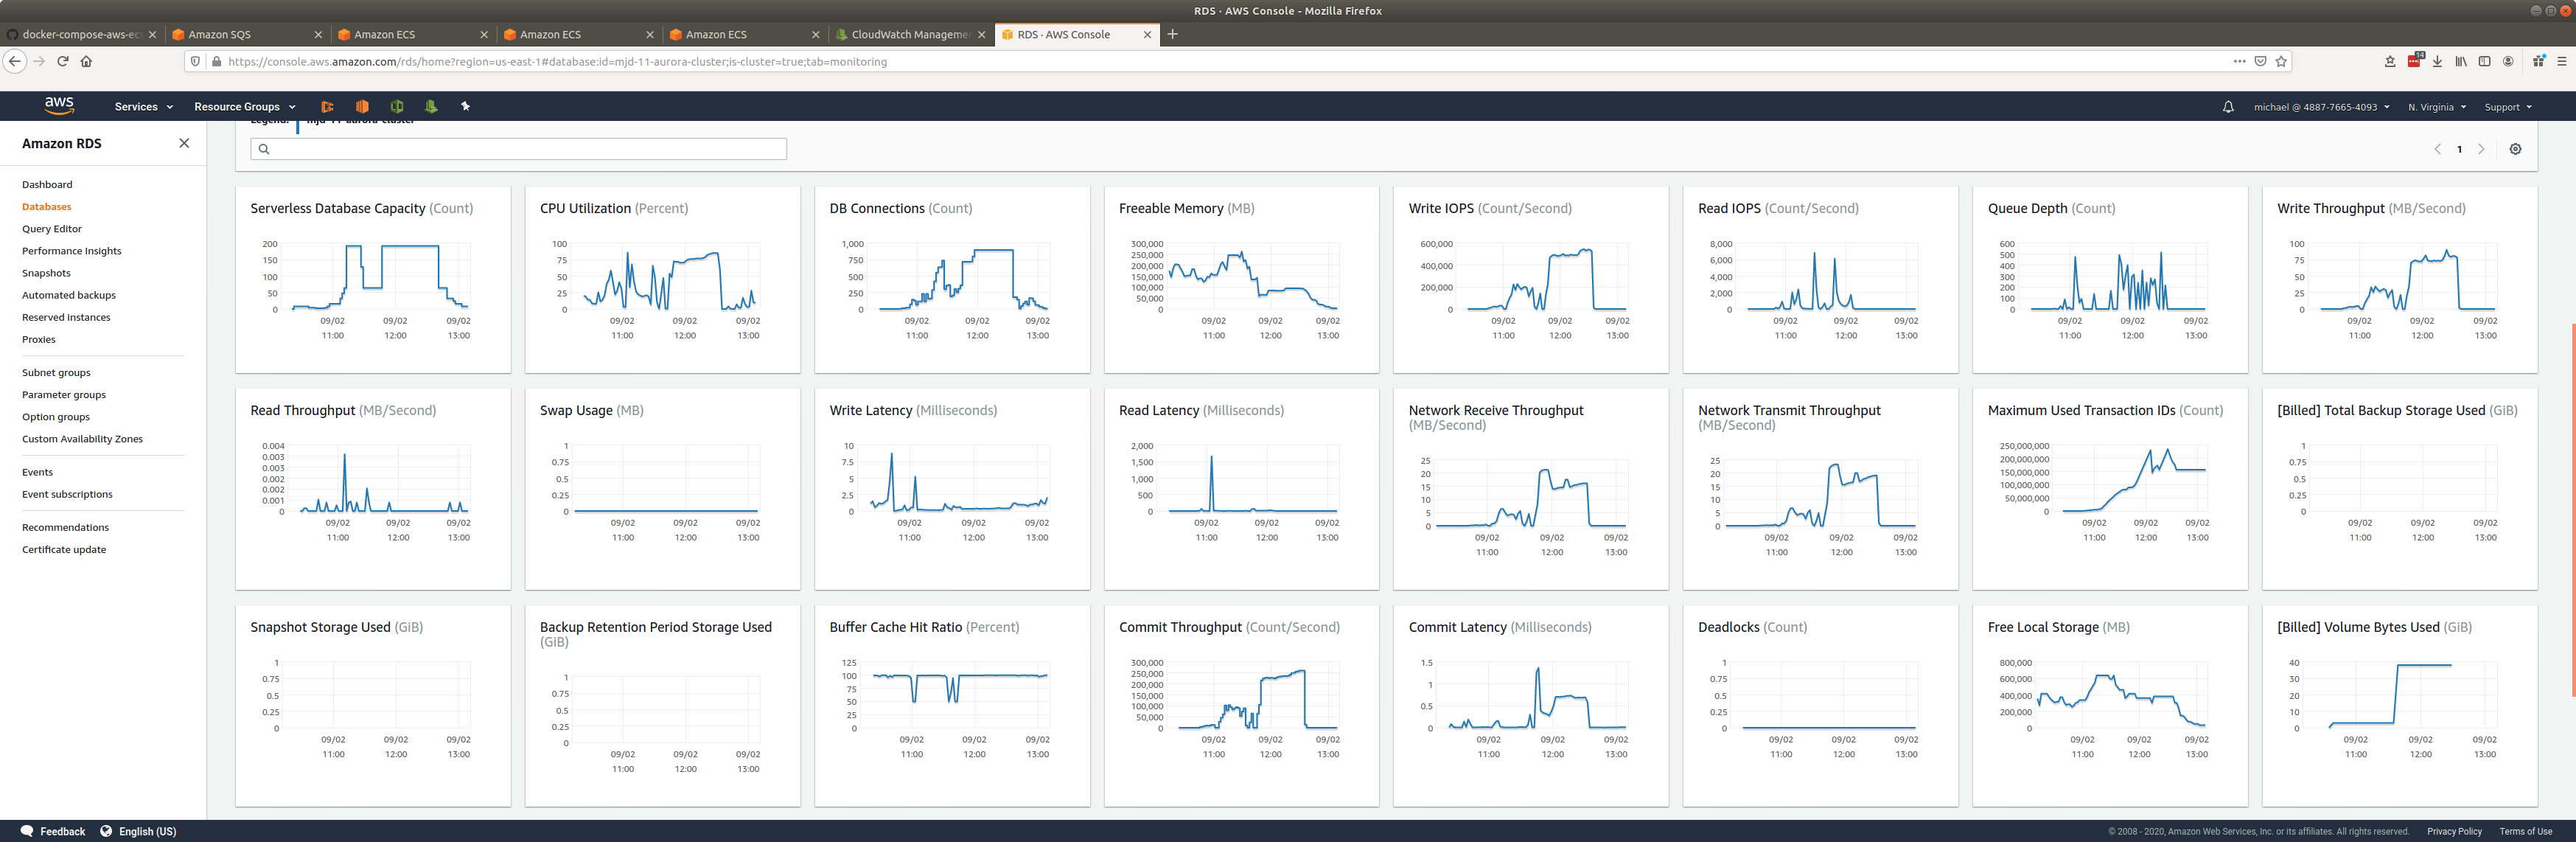 RDS · AWS Console - Mozilla Firefox
docker-compose-aws-ecs
Amazon SQS
Amazon ECS
Amazon ECS
Amazon ECS
CloudWatch Managemen
RDS · AWS Console
https://console.aws.amazon.com/rds/home?region=us-east-1#database:id=mjd-11-aurora-cluster;is-cluster=true;tab=monitoring
aws
Services
Resource Groups
michael @ 4887-7665-4093
N. Virginia
Support
Amazon RDS
Dashboard
Databases
Query Editor
Performance Insights
Snapshots
Automated backups
Reserved instances
Proxies
Subnet groups
Parameter groups
Option groups
Custom Availability Zones
Events
Event subscriptions
Recommendations
Certificate update
Legend: mjd-11-aurora-cluster
1
Serverless Database Capacity (Count)
200
150
100
50
0
09/02 09/02 09/02
11:00 12:00 13:00
CPU Utilization (Percent)
100
75
50
25
0
09/02 09/02 09/02
11:00 12:00 13:00
DB Connections (Count)
1,000
750
500
250
0
09/02 09/02 09/02
11:00 12:00 13:00
Freeable Memory (MB)
300,000
250,000
200,000
150,000
100,000
50,000
0
09/02 09/02 09/02
11:00 12:00 13:00
Write IOPS (Count/Second)
600,000
400,000
200,000
0
09/02 09/02 09/02
11:00 12:00 13:00
Read IOPS (Count/Second)
8,000
6,000
4,000
2,000
0
09/02 09/02 09/02
11:00 12:00 13:00
Queue Depth (Count)
600
500
400
300
200
100
0
09/02 09/02 09/02
11:00 12:00 13:00
Write Throughput (MB/Second)
100
75
50
25
0
09/02 09/02 09/02
11:00 12:00 13:00
Read Throughput (MB/Second)
0.004
0.003
0.003
0.002
0.002
0.001
0
09/02 09/02 09/02
11:00 12:00 13:00
Swap Usage (MB)
1
0.75
0.5
0.25
0
09/02 09/02 09/02
11:00 12:00 13:00
Write Latency (Milliseconds)
10
7.5
5
2.5
0
09/02 09/02 09/02
11:00 12:00 13:00
Read Latency (Milliseconds)
2,000
1,500
1,000
500
0
09/02 09/02 09/02
11:00 12:00 13:00
Network Receive Throughput
(MB/Second)
25
20
15
10
5
0
09/02 09/02 09/02
11:00 12:00 13:00
Network Transmit Throughput
(MB/Second)
25
20
15
10
5
0
09/02 09/02 09/02
11:00 12:00 13:00
Maximum Used Transaction IDs (Count)
250,000,000
200,000,000
150,000,000
100,000,000
50,000,000
0
09/02 09/02 09/02
11:00 12:00 13:00
[Billed] Total Backup Storage Used (GiB)
1
0.75
0.5
0.25
0
09/02 09/02 09/02
11:00 12:00 13:00
Snapshot Storage Used (GiB)
1
0.75
0.5
0.25
0
09/02 09/02 09/02
11:00 12:00 13:00
Backup Retention Period Storage Used
(GiB)
1
0.75
0.5
0.25
0
09/02 09/02 09/02
11:00 12:00 13:00
Buffer Cache Hit Ratio (Percent)
125
100
75
50
25
0
09/02 09/02 09/02
11:00 12:00 13:00
Commit Throughput (Count/Second)
300,000
250,000
200,000
150,000
100,000
50,000
0
09/02 09/02 09/02
11:00 12:00 13:00
Commit Latency (Milliseconds)
1.5
1
0.5
0
09/02 09/02 09/02
11:00 12:00 13:00
Deadlocks (Count)
1
0.75
0.5
0.25
0
09/02 09/02 09/02
11:00 12:00 13:00
Free Local Storage (MB)
800,000
600,000
400,000
200,000
0
09/02 09/02 09/02
11:00 12:00 13:00
[Billed] Volume Bytes Used (GiB)
40
30
20
10
0
09/02 09/02 09/02
11:00 12:00 13:00
Feedback
English (US)
© 2008 - 2020, Amazon Web Services, Inc. or its affiliates. All rights reserved.
Privacy Policy
Terms of Use